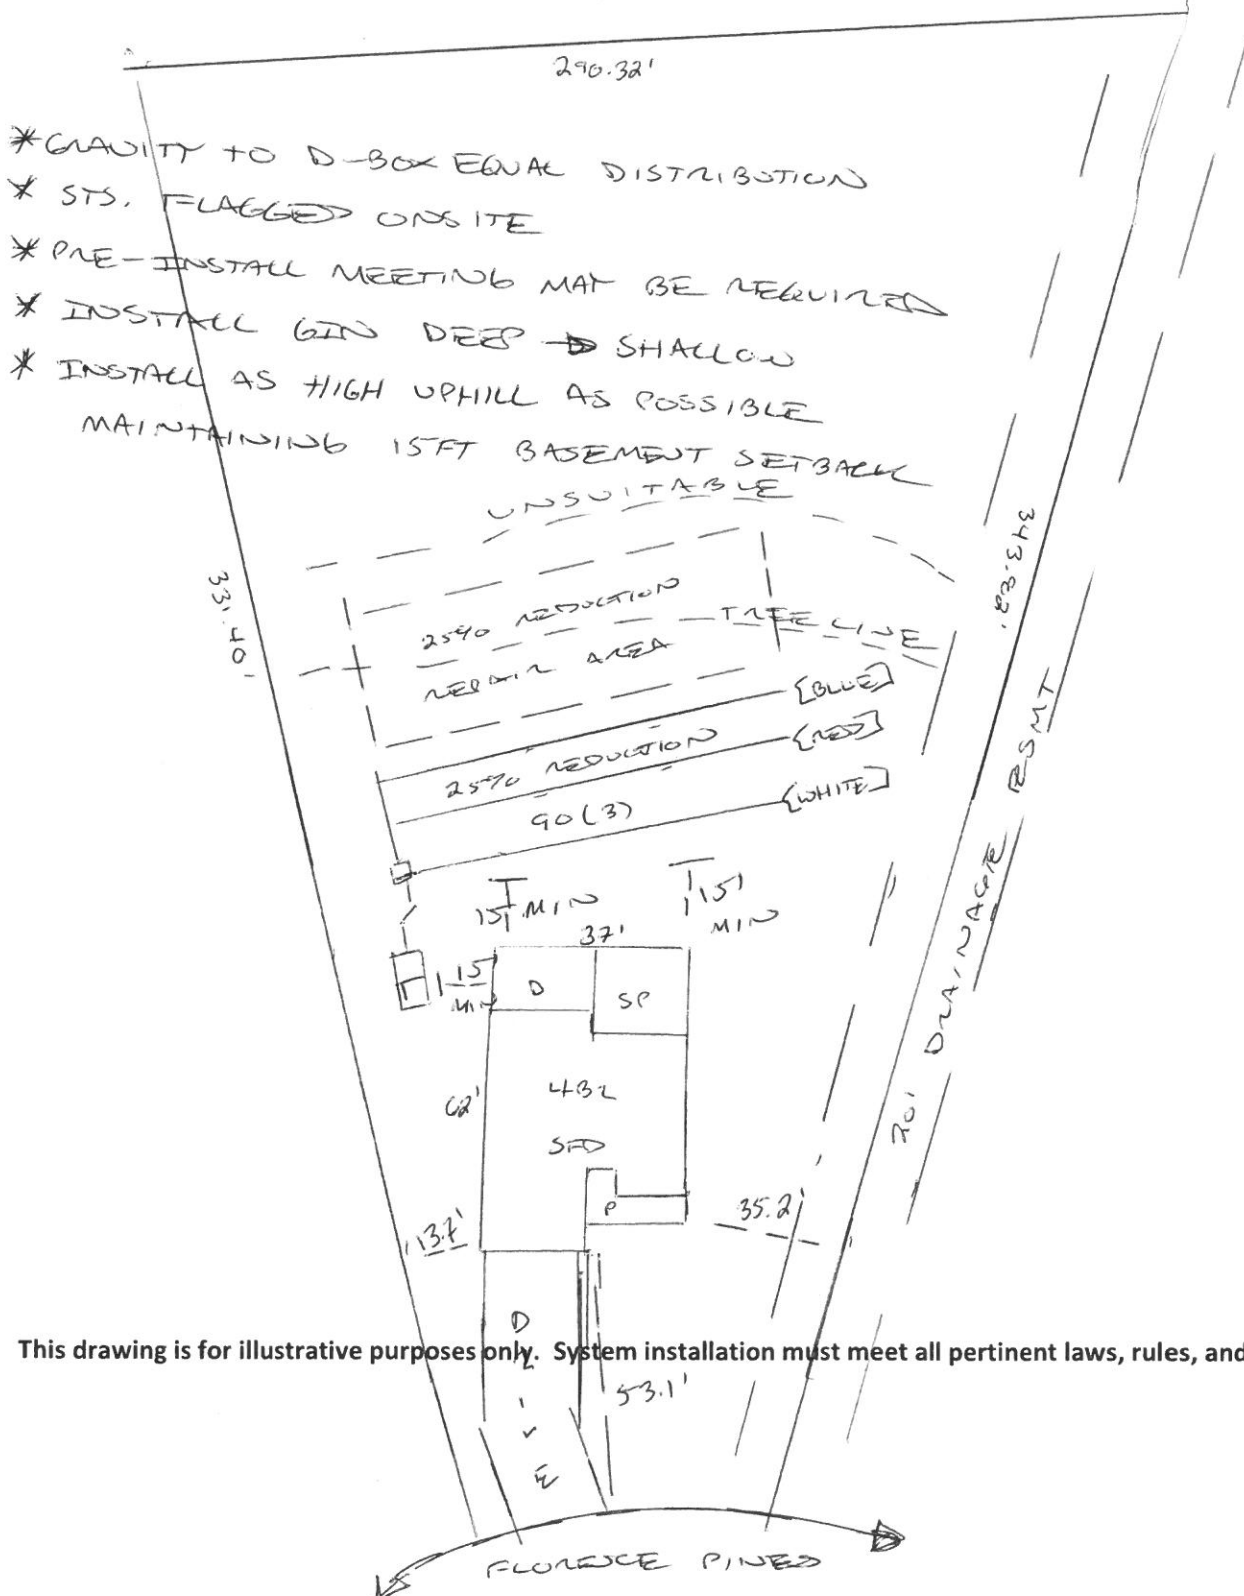 290.32'
* GRAVITY TO D-BOX EQUAL DISTRIBUTION
* STS. FLAGGED ONSITE
* PRE-INSTALL MEETING MAY BE REQUIRED
* INSTALL 6IN DEEP → SHALLOW
* INSTALL AS HIGH UPHILL AS POSSIBLE
MAINTAINING 15FT BASEMENT SETBACK
UNSUITABLE
331.40'
25% REDUCTION
REPAIR AREA
TREE LINE
[BLUE]
25% REDUCTION
[RED]
90(3)
[WHITE]
20' DRAINAGE ESMT
15' MIN
15'
MIN
37'
15
MIN
D
SP
62'
4BR
SFD
P
13.7'
35.2'
DRIVE
This drawing is for illustrative purposes only. System installation must meet all pertinent laws, rules, and
53.1'
FLORENCE PINES